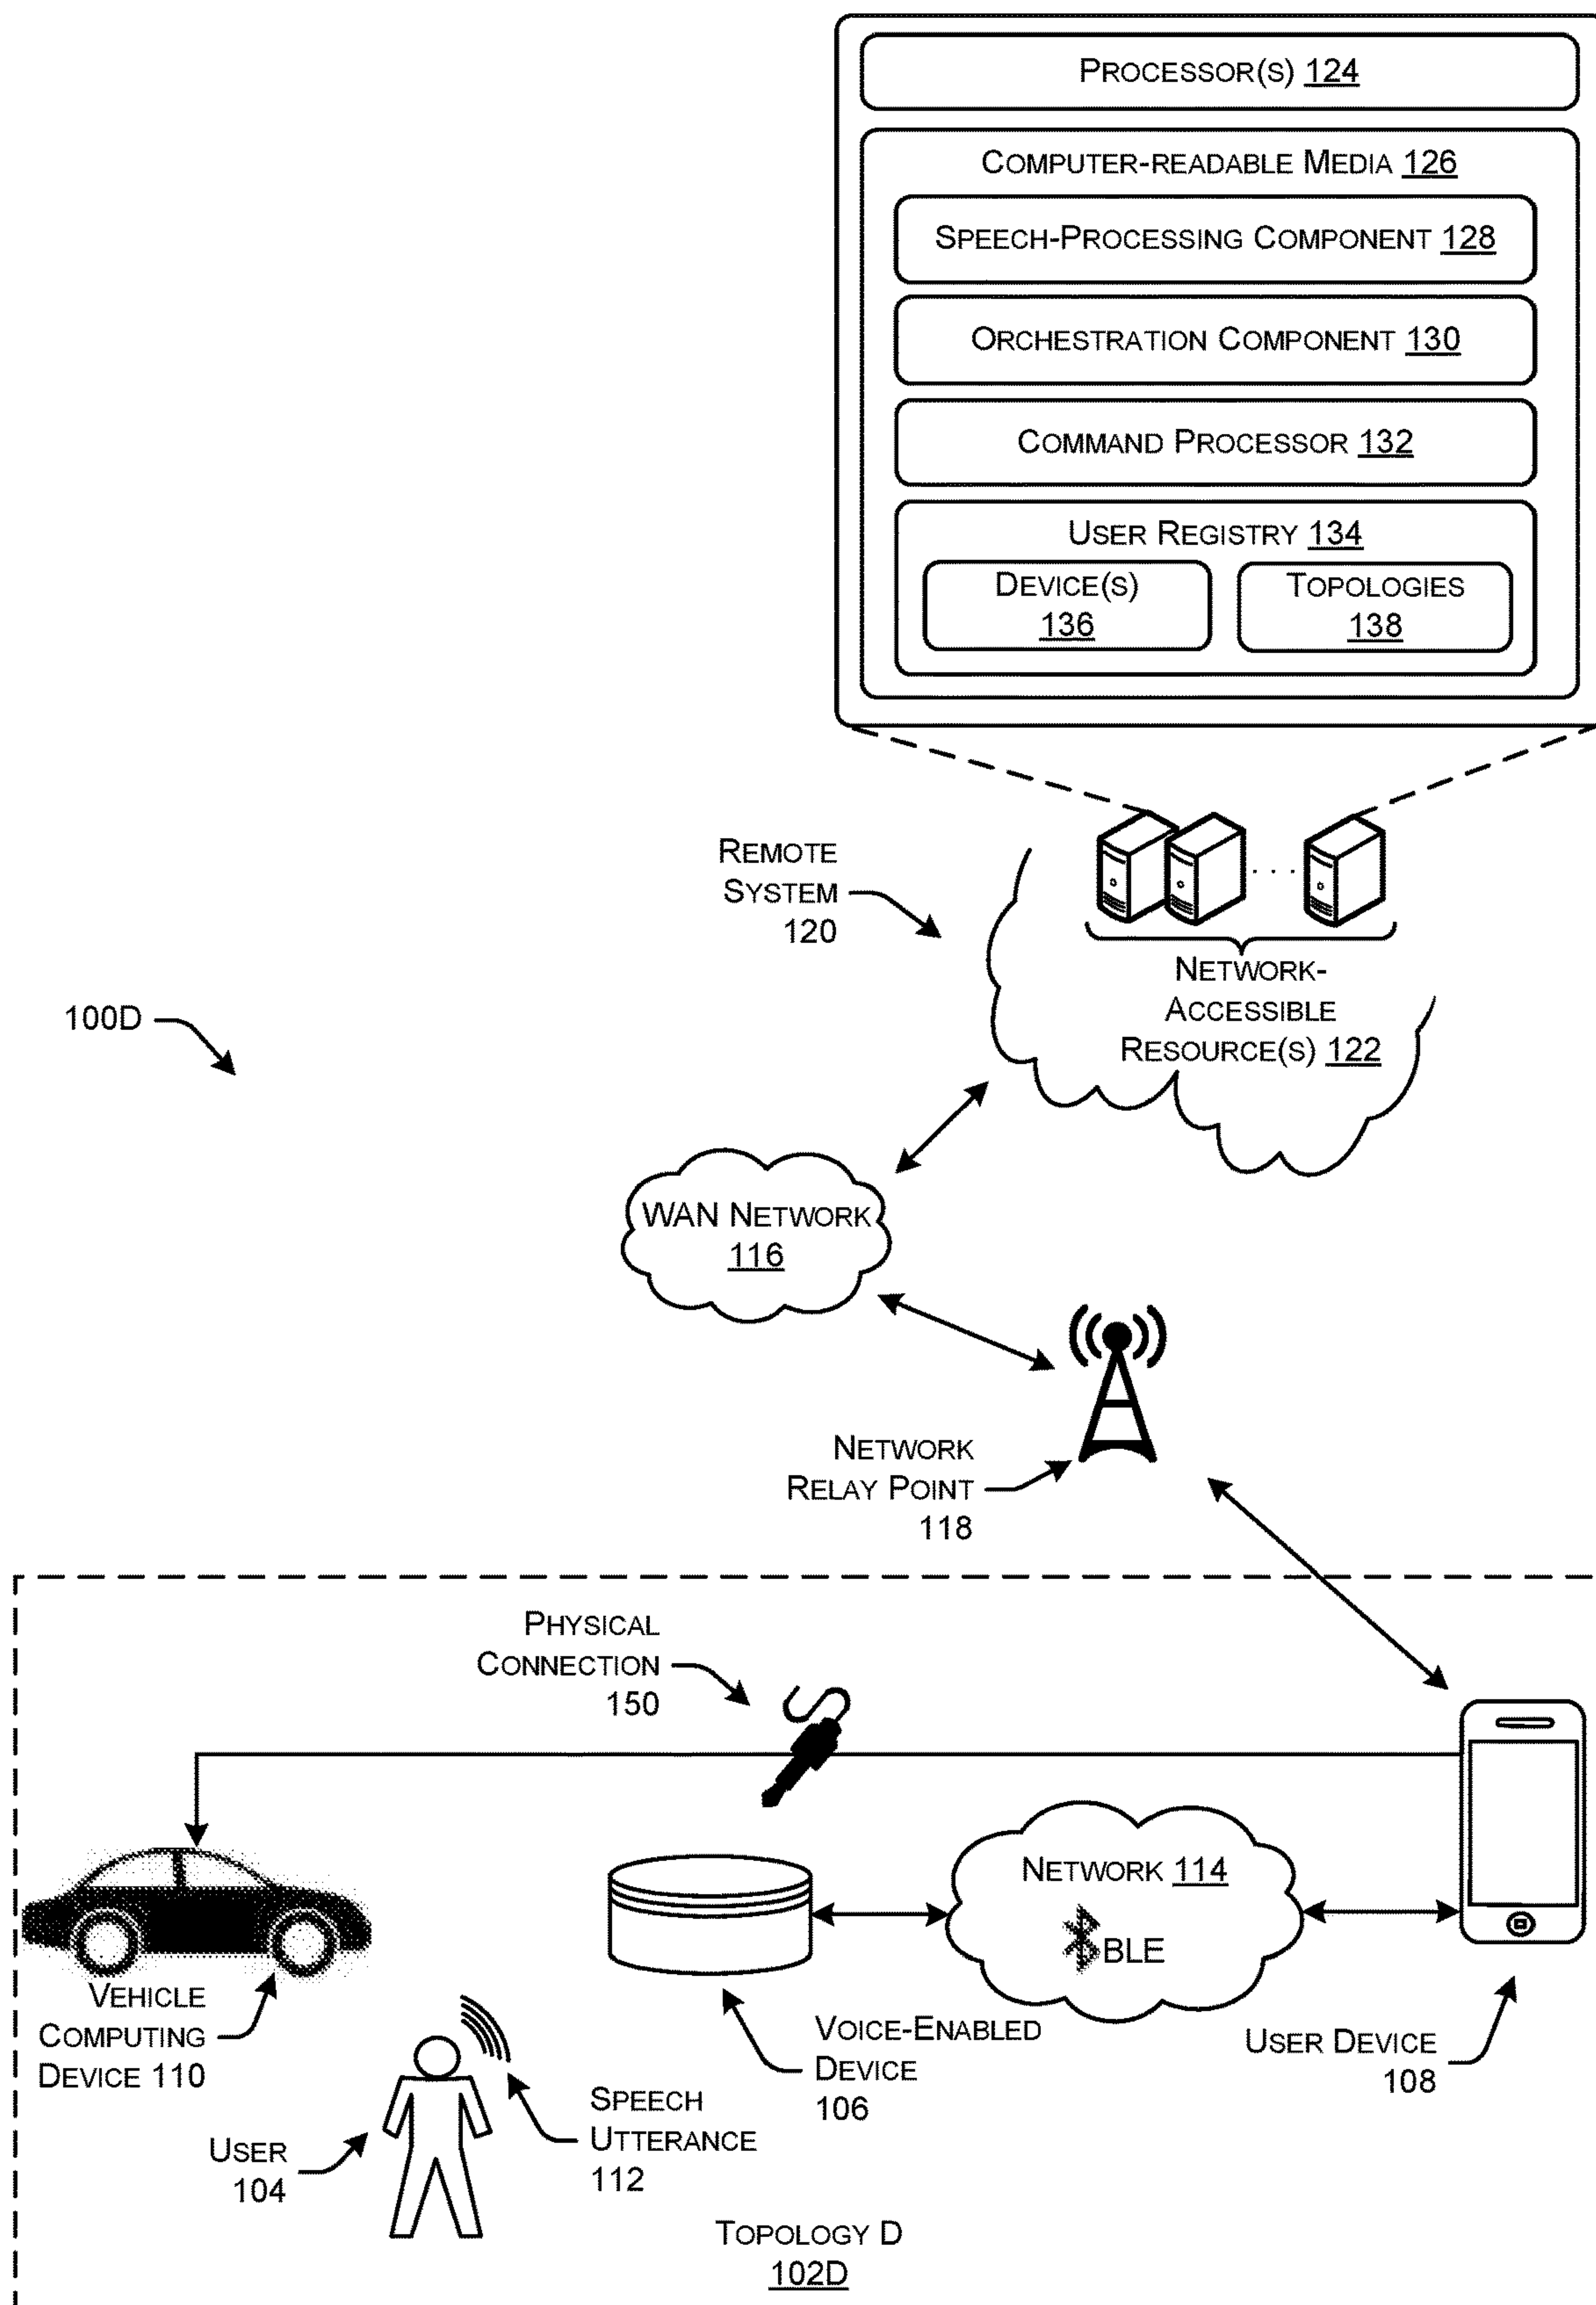 PROCESSOR(S) 124
COMPUTER-READABLE MEDIA 126
SPEECH-PROCESSING COMPONENT 128
ORCHESTRATION COMPONENT 130
COMMAND PROCESSOR 132
USER REGISTRY 134
DEVICE(S)
136
TOPOLOGIES
138
REMOTE
SYSTEM
120
NETWORK-
ACCESSIBLE
RESOURCE(S) 122
100D
WAN NETWORK
116
NETWORK
RELAY POINT
118
PHYSICAL
CONNECTION
150
NETWORK 114
BLE
VEHICLE
COMPUTING
DEVICE 110
VOICE-ENABLED
DEVICE
106
USER DEVICE
108
SPEECH
UTTERANCE
112
USER
104
TOPOLOGY D
102D